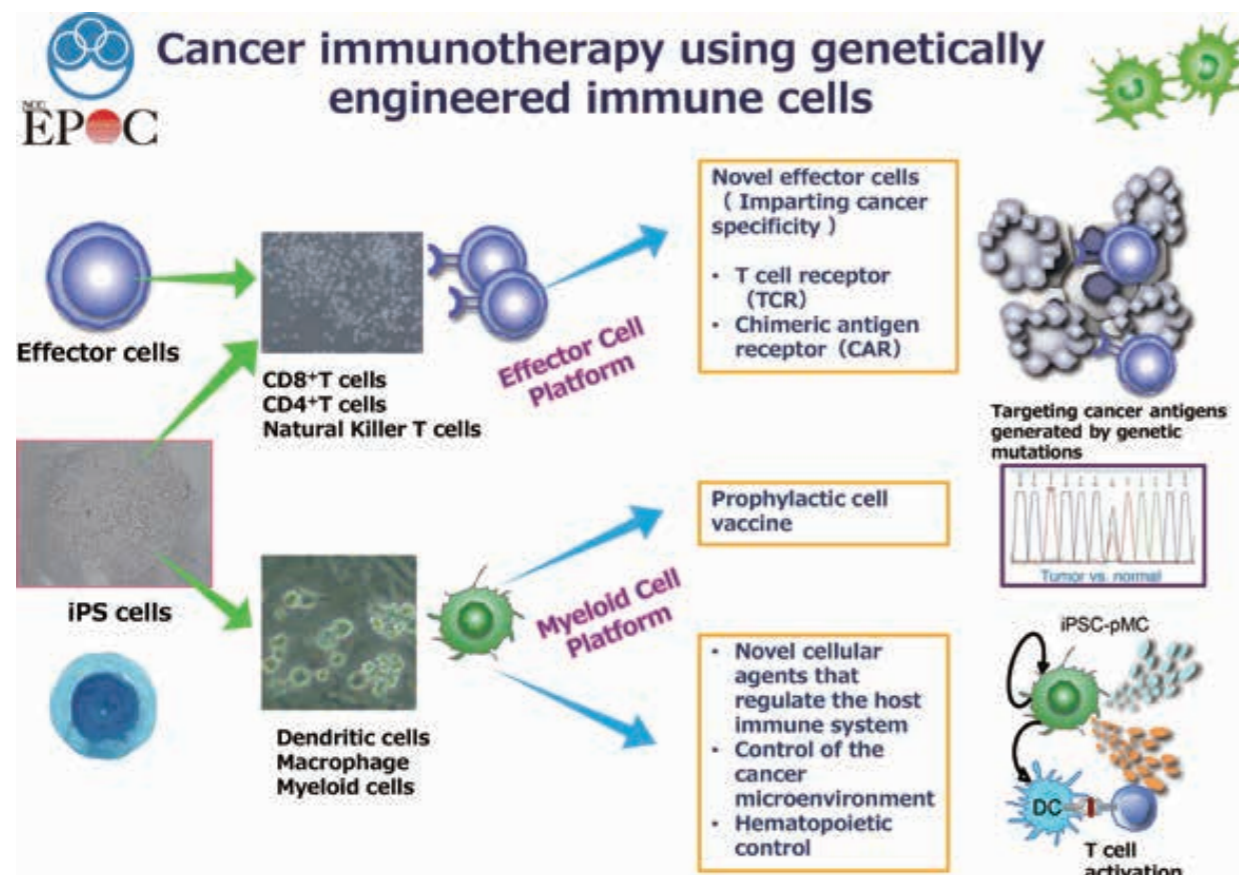 Cancer immunotherapy using genetically
engineered immune cells
NCC
EPOC
Effector cells
CD8⁺T cells
CD4⁺T cells
Natural Killer T cells
Effector Cell
Platform
Novel effector cells
( Imparting cancer
specificity )
• T cell receptor
(TCR)
• Chimeric antigen
receptor (CAR)
Targeting cancer antigens
generated by genetic
mutations
Tumor vs. normal
iPS cells
Dendritic cells
Macrophage
Myeloid cells
Myeloid Cell
Platform
Prophylactic cell
vaccine
• Novel cellular
agents that
regulate the host
immune system
• Control of the
cancer
microenvironment
• Hematopoietic
control
iPSC-pMC
DC
T cell
activation